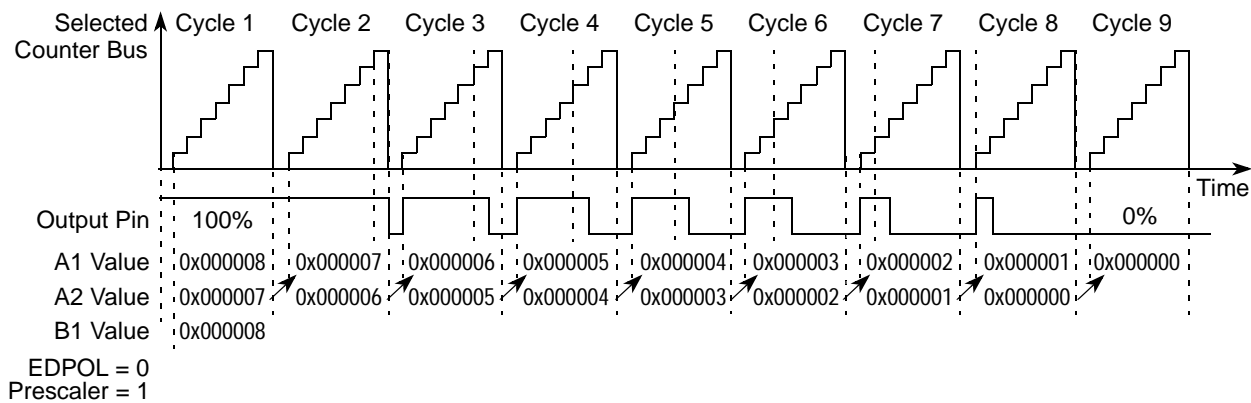 Selected Counter Bus
Cycle 1 Cycle 2 Cycle 3 Cycle 4 Cycle 5 Cycle 6 Cycle 7 Cycle 8 Cycle 9
Time
Output Pin 100% 0%
A1 Value 0x000008 0x000007 0x000006 0x000005 0x000004 0x000003 0x000002 0x000001 0x000000
A2 Value 0x000007 0x000006 0x000005 0x000004 0x000003 0x000002 0x000001 0x000000
B1 Value 0x000008
EDPOL = 0
Prescaler = 1